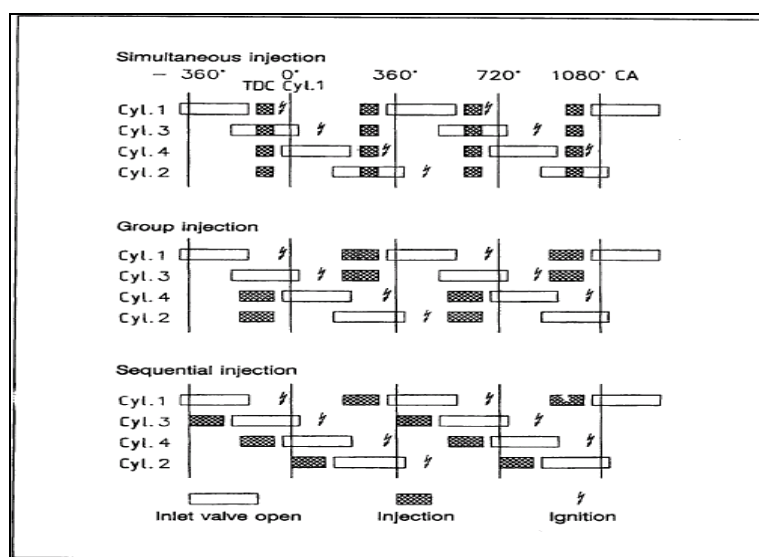 Simultaneous injection
– 360° 0° 360° 720° 1080° CA
TDC Cyl.1
Cyl.1
Cyl.3
Cyl.4
Cyl.2
Group injection
Cyl.1
Cyl.3
Cyl.4
Cyl.2
Sequential injection
Cyl.1
Cyl.3
Cyl.4
Cyl.2
Inlet valve open Injection Ignition